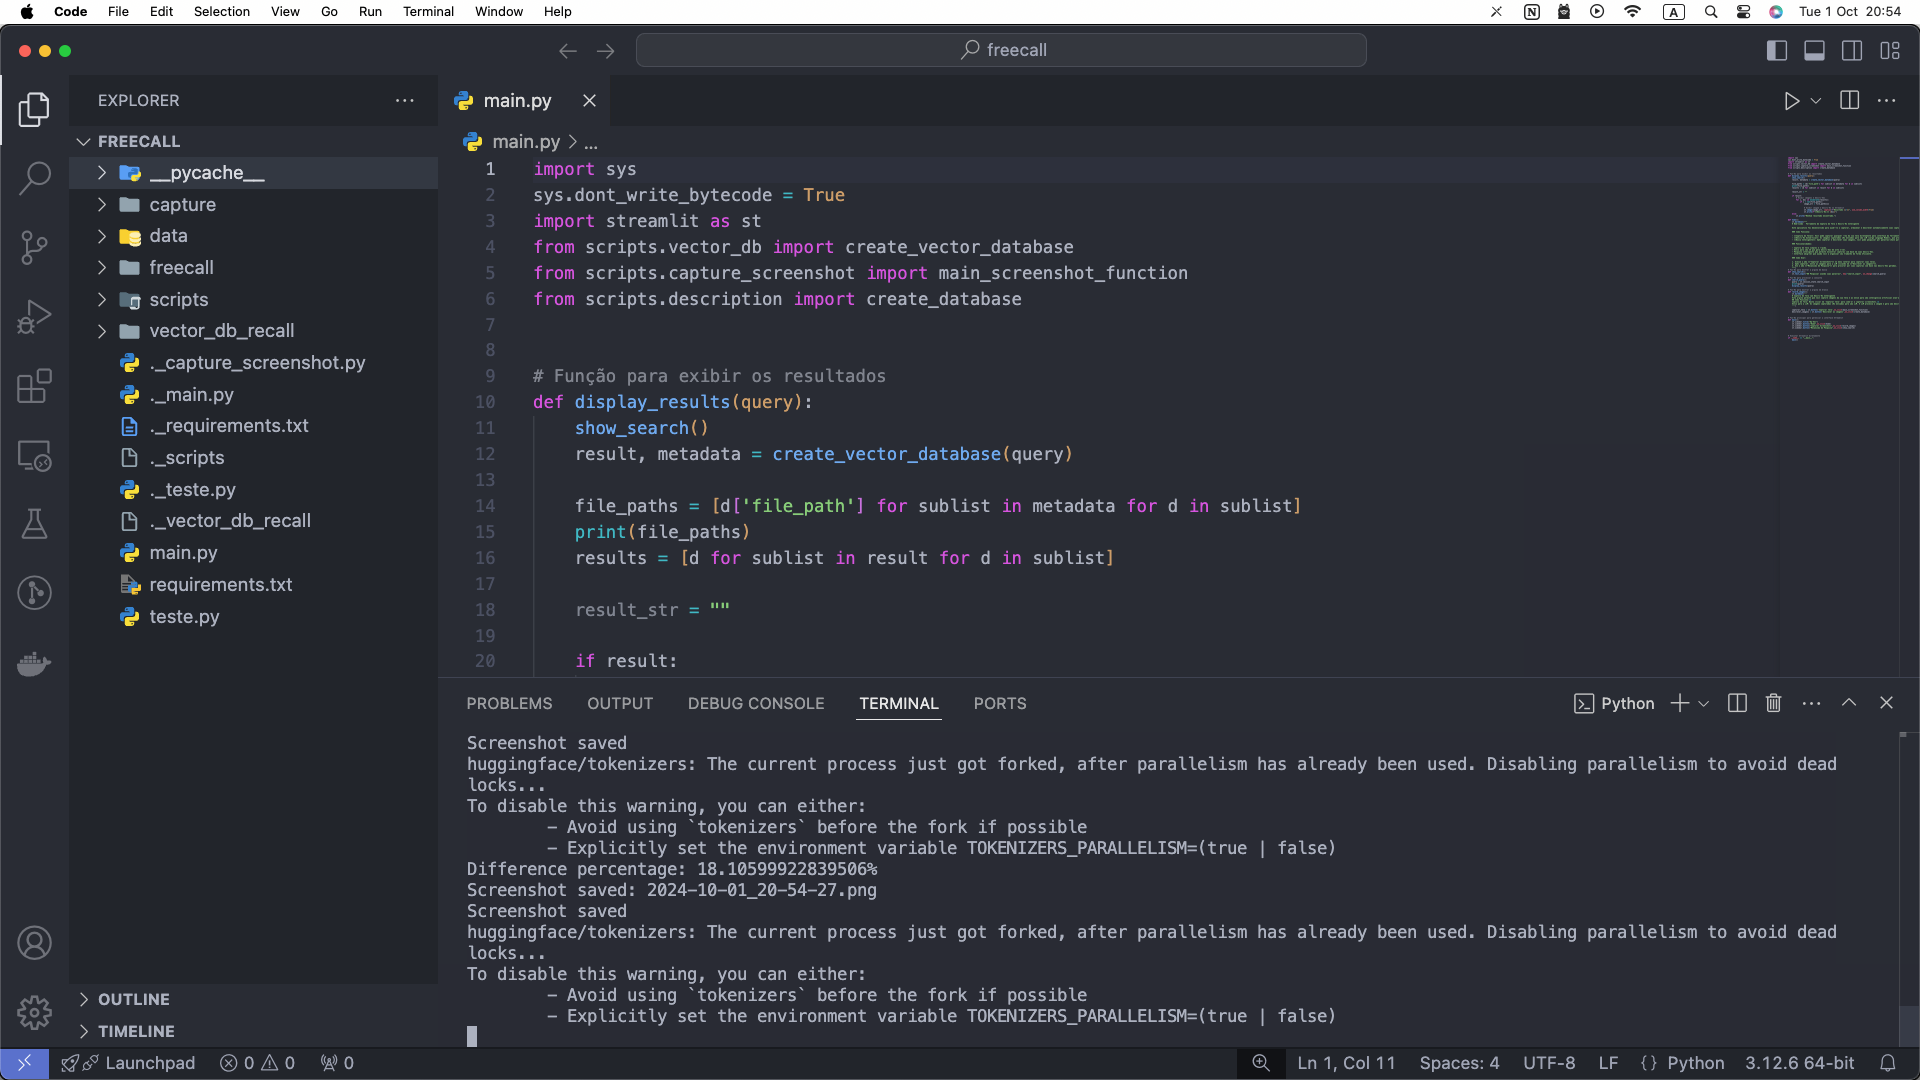 Code File Edit Selection View Go Run Terminal Window Help
A
Tue 1 Oct 20:54
freecall
EXPLORER
FREECALL
__pycache__
capture
data
freecall
scripts
vector_db_recall
._capture_screenshot.py
._main.py
._requirements.txt
._scripts
._teste.py
._vector_db_recall
main.py
requirements.txt
teste.py
OUTLINE
TIMELINE
main.py
main.py > ...
1 import sys
2 sys.dont_write_bytecode = True
3 import streamlit as st
4 from scripts.vector_db import create_vector_database
5 from scripts.capture_screenshot import main_screenshot_function
6 from scripts.description import create_database
7
8
9 # Função para exibir os resultados
10 def display_results(query):
11 show_search()
12 result, metadata = create_vector_database(query)
13
14 file_paths = [d['file_path'] for sublist in metadata for d in sublist]
15 print(file_paths)
16 results = [d for sublist in result for d in sublist]
17
18 result_str = ""
19
20 if result:
PROBLEMS OUTPUT DEBUG CONSOLE TERMINAL PORTS
Python
Screenshot saved
huggingface/tokenizers: The current process just got forked, after parallelism has already been used. Disabling parallelism to avoid dead
locks...
To disable this warning, you can either:
- Avoid using `tokenizers` before the fork if possible
- Explicitly set the environment variable TOKENIZERS_PARALLELISM=(true | false)
Difference percentage: 18.10599922839506%
Screenshot saved: 2024-10-01_20-54-27.png
Screenshot saved
huggingface/tokenizers: The current process just got forked, after parallelism has already been used. Disabling parallelism to avoid dead
locks...
To disable this warning, you can either:
- Avoid using `tokenizers` before the fork if possible
- Explicitly set the environment variable TOKENIZERS_PARALLELISM=(true | false)
Launchpad 0 0 0
Ln 1, Col 11 Spaces: 4 UTF-8 LF {} Python 3.12.6 64-bit